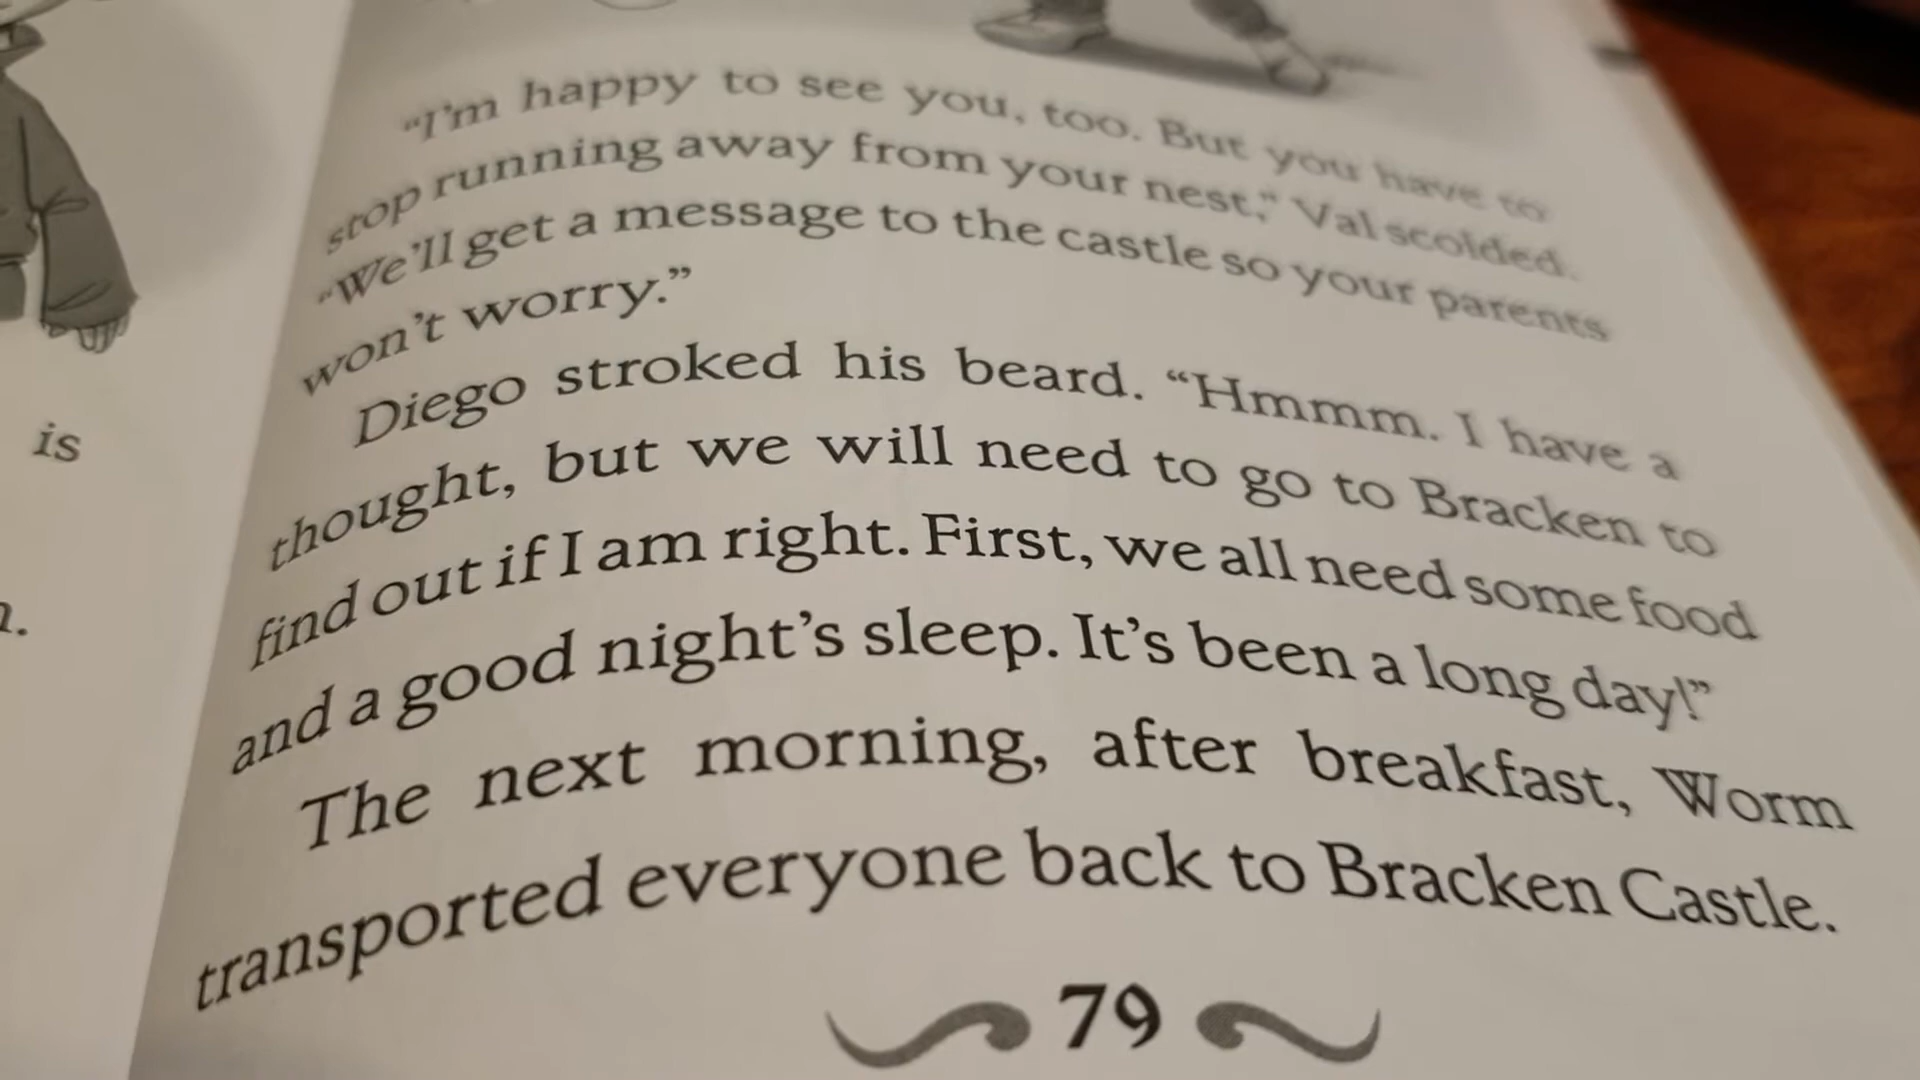 is
.
"I'm happy to see you, too. But you have to
stop running away from your nest," Val scolded.
"We'll get a message to the castle so your parents
won't worry."
Diego stroked his beard. "Hmmm. I have a
thought, but we will need to go to Bracken to
find out if I am right. First, we all need some food
and a good night's sleep. It's been a long day!"
The next morning, after breakfast, Worm
transported everyone back to Bracken Castle.
79